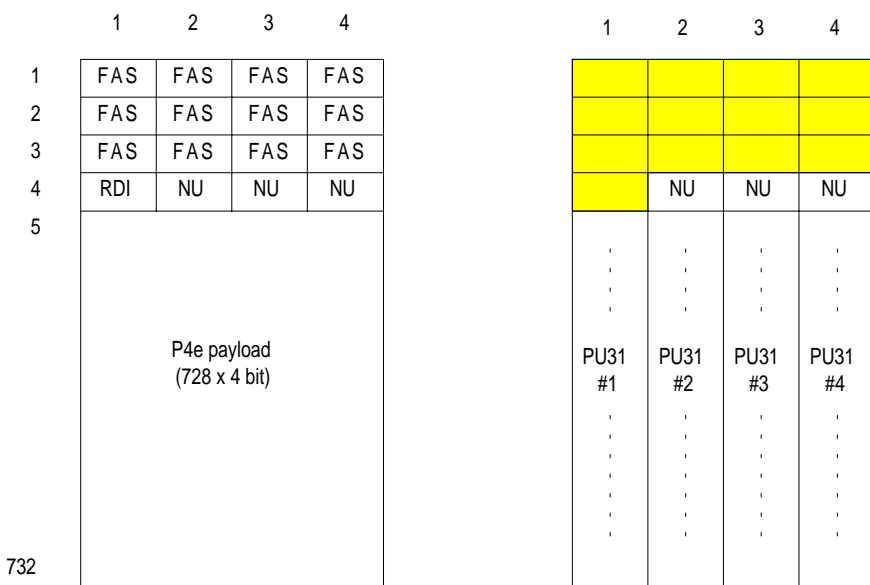 1 2 3 4
1 FAS FAS FAS FAS
2 FAS FAS FAS FAS
3 FAS FAS FAS FAS
4 RDI NU NU NU
5
P4e payload
(728 x 4 bit)
732
1 2 3 4
NU NU NU
PU31 PU31 PU31 PU31
#1 #2 #3 #4